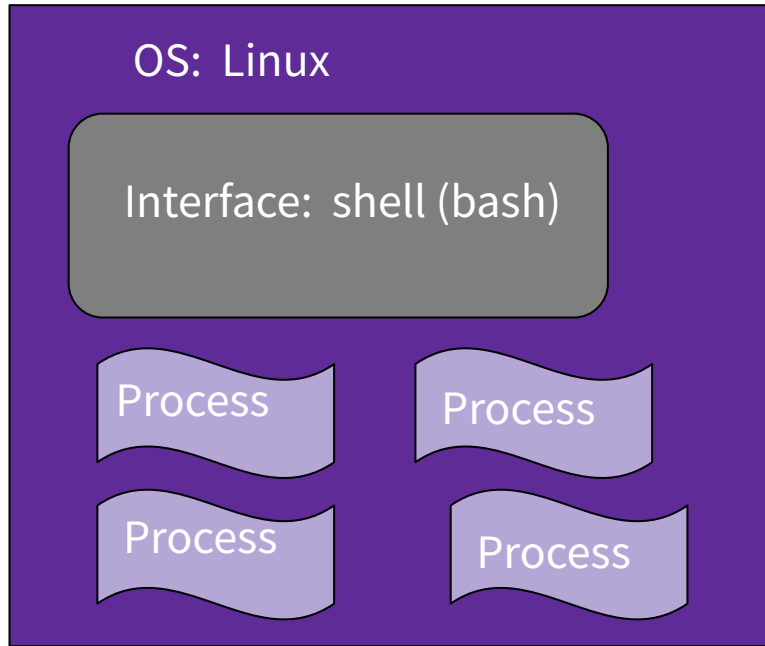 OS: Linux
Interface: shell (bash)
Process
Process
Process
Process